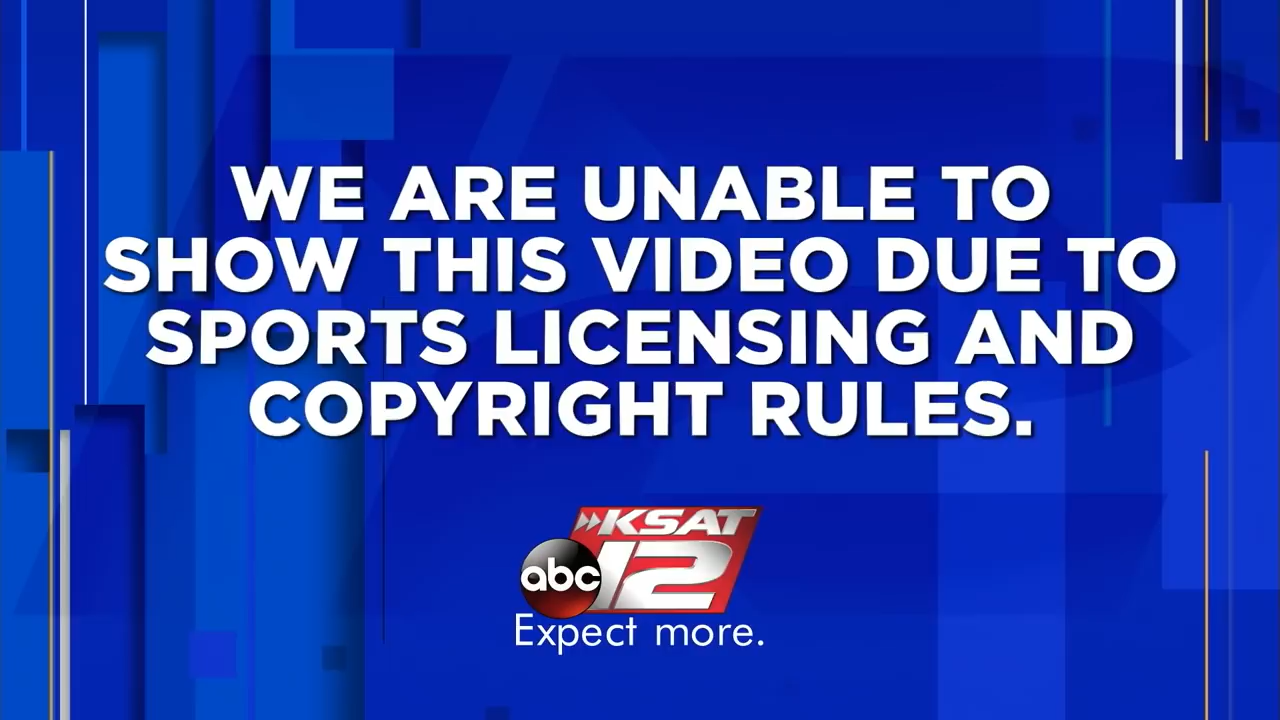 WE ARE UNABLE TO
SHOW THIS VIDEO DUE TO
SPORTS LICENSING AND
COPYRIGHT RULES.
KSAT
abc 12
Expect more.